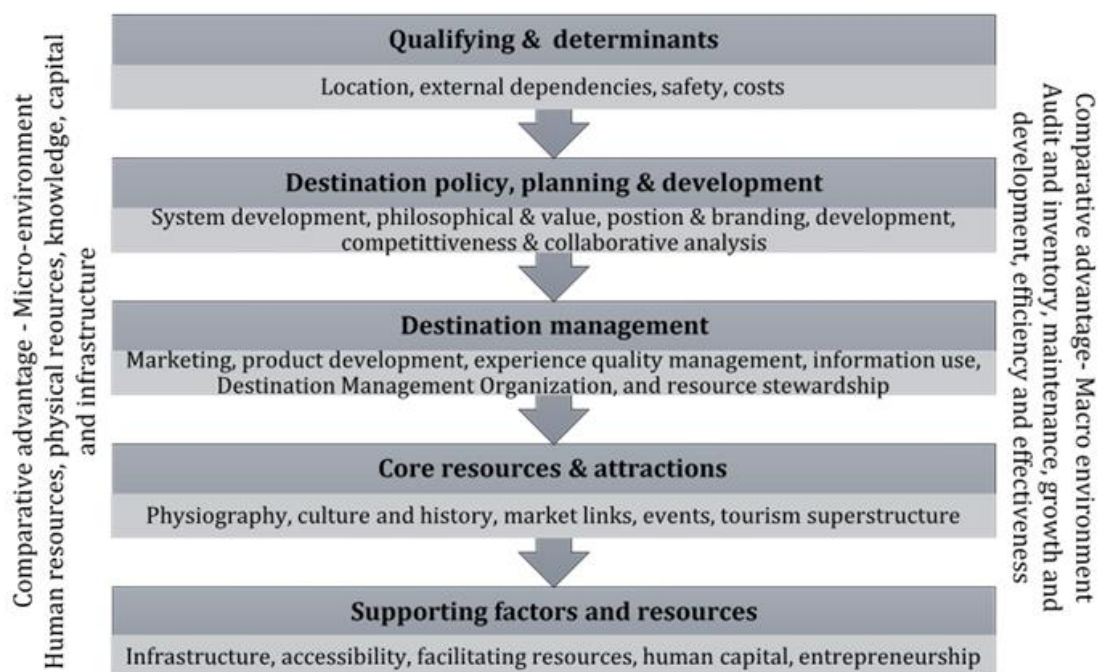 Comparative advantage - Micro-environment
Human resources, physical reources, knowledge, capital
and infrastructure
Qualifying & determinants
Location, external dependencies, safety, costs
Destination policy, planning & development
System development, philosophical & value, postion & branding, development,
competittiveness & collaborative analysis
Destination management
Marketing, product development, experience quality management, information use,
Destination Management Organization, and resource stewardship
Core resources & attractions
Physiography, culture and history, market links, events, tourism superstructure
Supporting factors and resources
Infrastructure, accessibility, facilitating resources, human capital, entrepreneurship
Comparative advantage- Macro environment
Audit and inventory, maintenance, growth and
development, efficiency and effectiveness